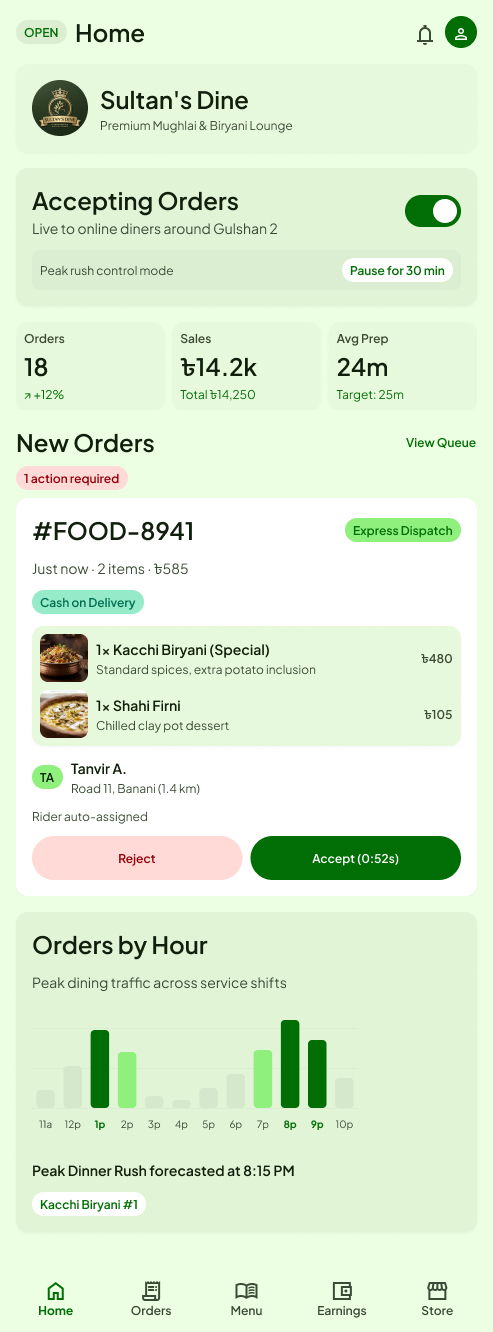 OPEN Home
SULTAN'S DINE
Sultan's Dine
Premium Mughlai & Biryani Lounge
Accepting Orders
Live to online diners around Gulshan 2
Peak rush control mode Pause for 30 min
Orders Sales Avg Prep
18 ৳14.2k 24m
↗ +12% Total ৳14,250 Target: 25m
New Orders View Queue
1 action required
#FOOD-8941 Express Dispatch
Just now · 2 items · ৳585
Cash on Delivery
1× Kacchi Biryani (Special)
Standard spices, extra potato inclusion ৳480
1× Shahi Firni
Chilled clay pot dessert ৳105
TA Tanvir A.
Road 11, Banani (1.4 km)
Rider auto-assigned
Reject Accept (0:52s)
Orders by Hour
Peak dining traffic across service shifts
11a 12p 1p 2p 3p 4p 5p 6p 7p 8p 9p 10p
Peak Dinner Rush forecasted at 8:15 PM
Kacchi Biryani #1
Home Orders Menu Earnings Store